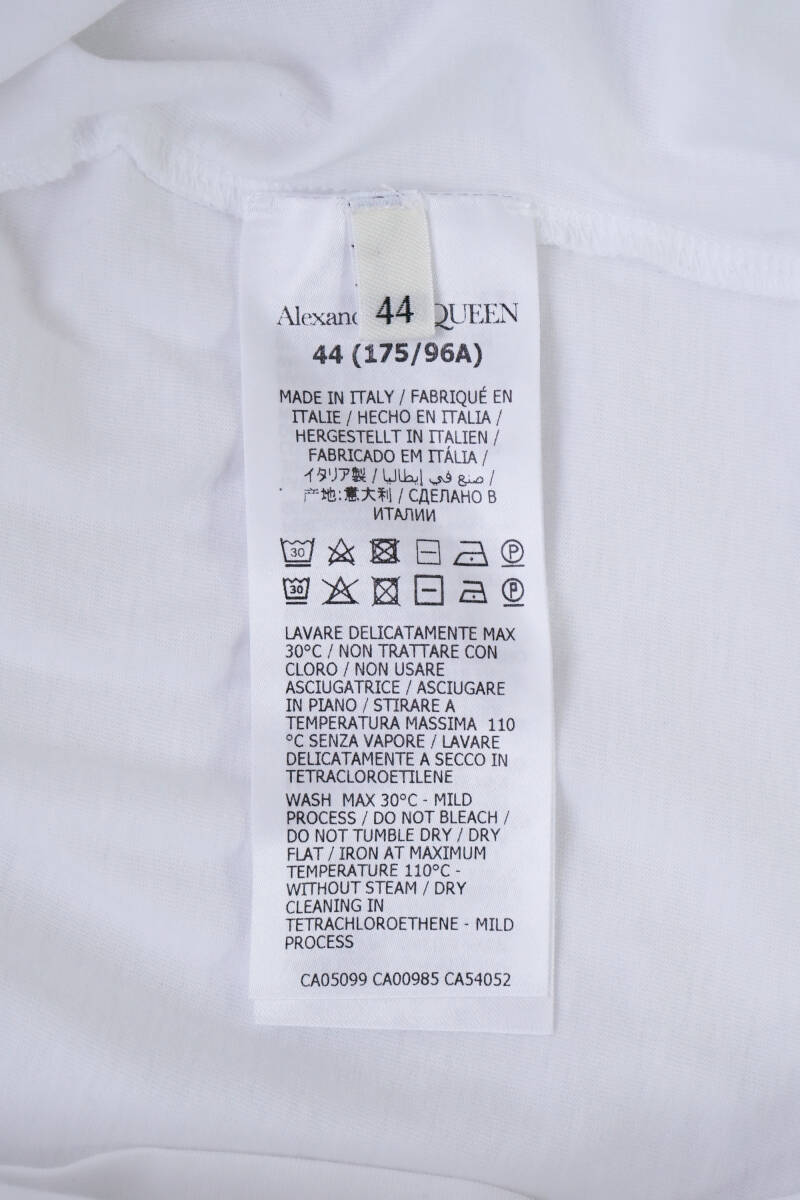 44
Alexan QUEEN
44 (175/96A)
MADE IN ITALY / FABRIQUÉ EN
ITALIE / HECHO EN ITALIA /
HERGESTELLT IN ITALIEN /
FABRICADO EM ITÁLIA /
イタリア製 / صنع في إيطاليا /
产地:意大利 / СДЕЛАНО В
ИТАЛИИ
30 P
30 P
LAVARE DELICATAMENTE MAX
30°C / NON TRATTARE CON
CLORO / NON USARE
ASCIUGATRICE / ASCIUGARE
IN PIANO / STIRARE A
TEMPERATURA MASSIMA 110
°C SENZA VAPORE / LAVARE
DELICATAMENTE A SECCO IN
TETRACLOROETILENE
WASH MAX 30°C - MILD
PROCESS / DO NOT BLEACH /
DO NOT TUMBLE DRY / DRY
FLAT / IRON AT MAXIMUM
TEMPERATURE 110°C -
WITHOUT STEAM / DRY
CLEANING IN
TETRACHLOROETHENE - MILD
PROCESS
CA05099 CA00985 CA54052